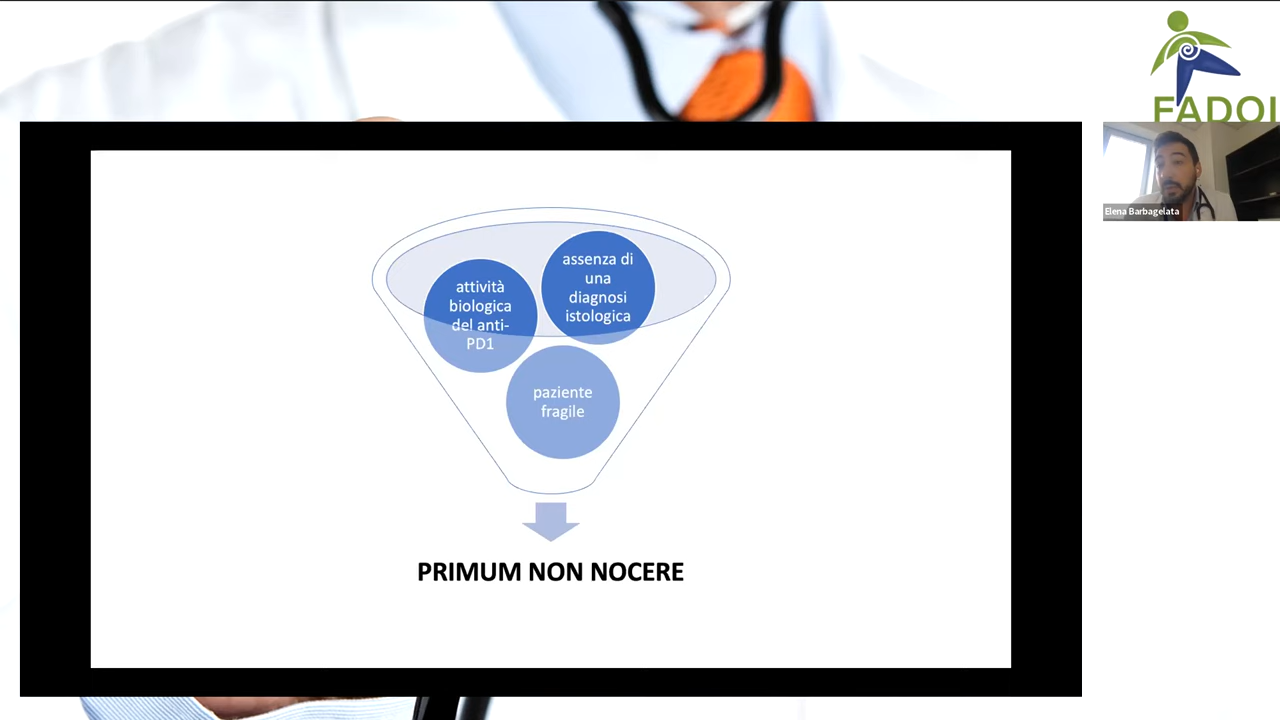 FADOI
Elena Barbagelata
assenza di
una
diagnosi
istologica
attività
biologica
del anti-
PD1
paziente
fragile
PRIMUM NON NOCERE